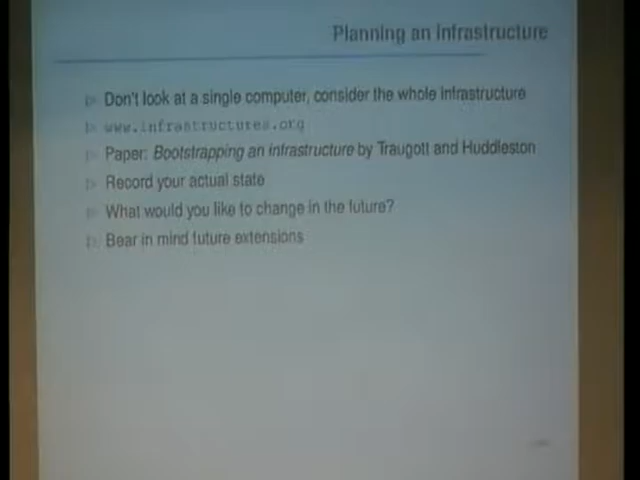 Planning an Infrastructure
Don't look at a single computer, consider the whole infrastructure
www.infrastructures.org
Paper: Bootstrapping an infrastructure by Traugott and Huddleston
Record your actual state
What would you like to change in the future?
Bear in mind future extensions